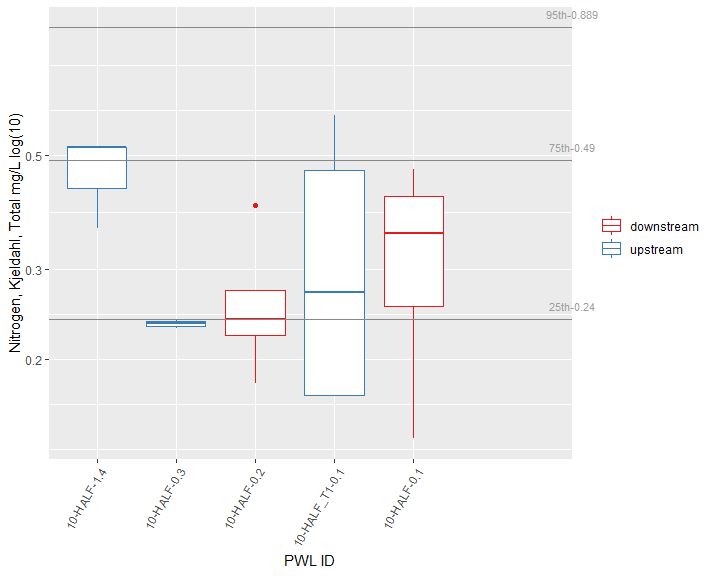 95th-0.889
75th-0.49
25th-0.24
0.5
0.3
0.2
Nitrogen, Kjeldahl, Total mg/L log(10)
10-HALF-1.4
10-HALF-0.3
10-HALF-0.2
10-HALF_T1-0.1
10-HALF-0.1
PWL ID
downstream
upstream